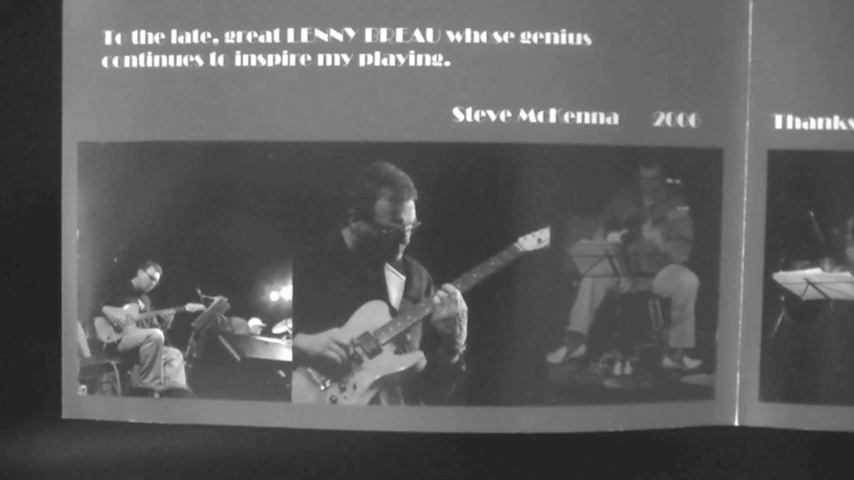 To the late, great LENNY BREAU whose genius
continues to inspire my playing.
Steve McKenna 2006
Thanks